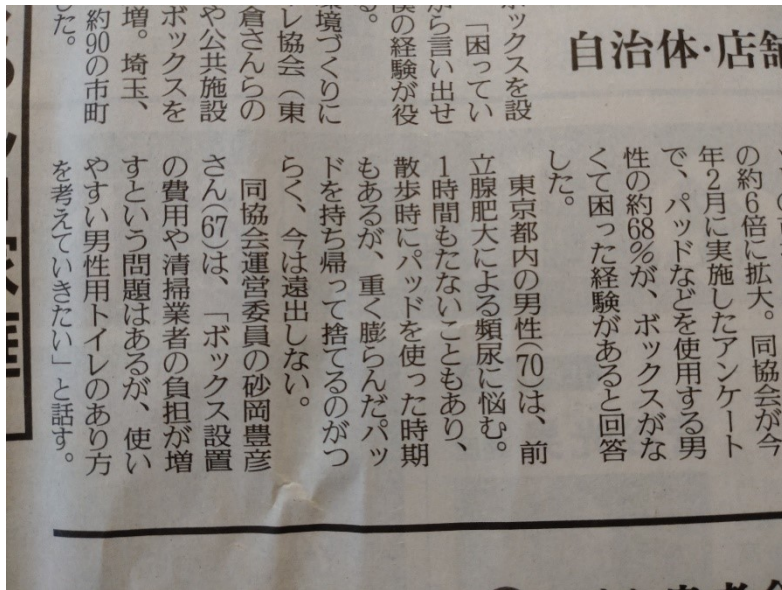 自治体・店舗
ックスを設
「困ってい
ら言い出せ
の経験が役
る。
環境づくりに
レ協会（東
倉さんらの
や公共施設
ボックスを
増。埼玉、
約90の市町
した。
の約6倍に拡大。同協会が今
年2月に実施したアンケート
で、パッドなどを使用する男
性の約68％が、ボックスがな
くて困った経験があると回答
した。
東京都内の男性（70）は、前
立腺肥大による頻尿に悩む。
1時間もたないこともあり、
散歩時にパッドを使った時期
もあるが、重く膨らんだパッ
ドを持ち帰って捨てるのがつ
らく、今は遠出しない。
同協会運営委員の砂岡豊彦
さん（67）は、「ボックス設置
の費用や清掃業者の負担が増
すという問題はあるが、使い
やすい男性用トイレのあり方
を考えていきたい」と話す。